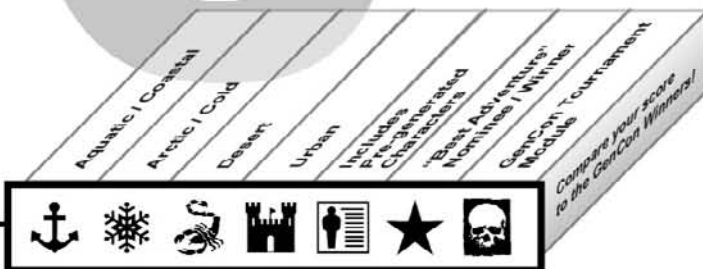 Aquatic / Coastal
Arctic / Cold
Desert
Urban
Includes
Pre-generated
Characters
"Best Adventure"
Nominee / Winner
GenCon Tournament
Module
Compare your score
to the GenCon Winners!